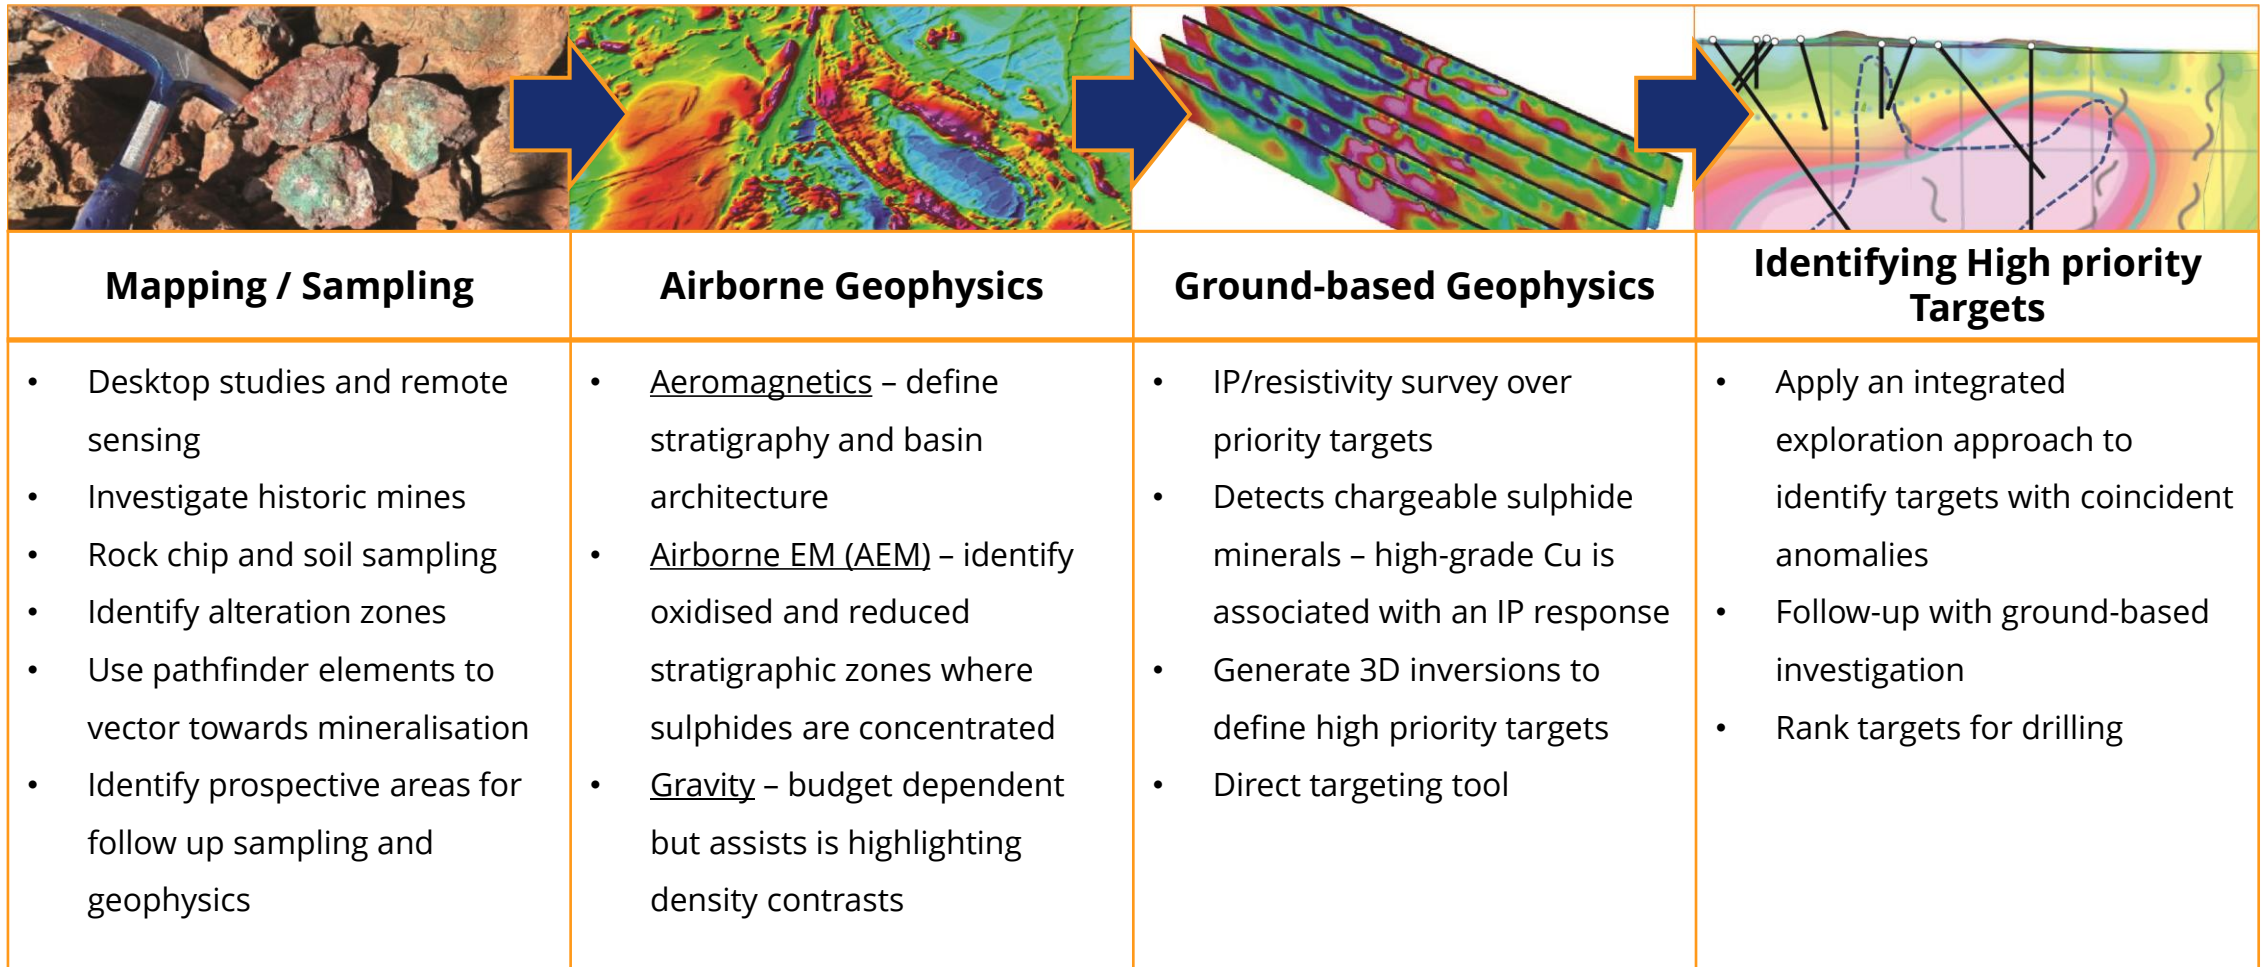 Mapping / Sampling
• Desktop studies and remote
sensing
• Investigate historic mines
• Rock chip and soil sampling
• Identify alteration zones
• Use pathfinder elements to
vector towards mineralisation
• Identify prospective areas for
follow up sampling and
geophysics
Airborne Geophysics
• Aeromagnetics – define
stratigraphy and basin
architecture
• Airborne EM (AEM) – identify
oxidised and reduced
stratigraphic zones where
sulphides are concentrated
• Gravity – budget dependent
but assists is highlighting
density contrasts
Ground-based Geophysics
• IP/resistivity survey over
priority targets
• Detects chargeable sulphide
minerals – high-grade Cu is
associated with an IP response
• Generate 3D inversions to
define high priority targets
• Direct targeting tool
Identifying High priority
Targets
• Apply an integrated
exploration approach to
identify targets with coincident
anomalies
• Follow-up with ground-based
investigation
• Rank targets for drilling